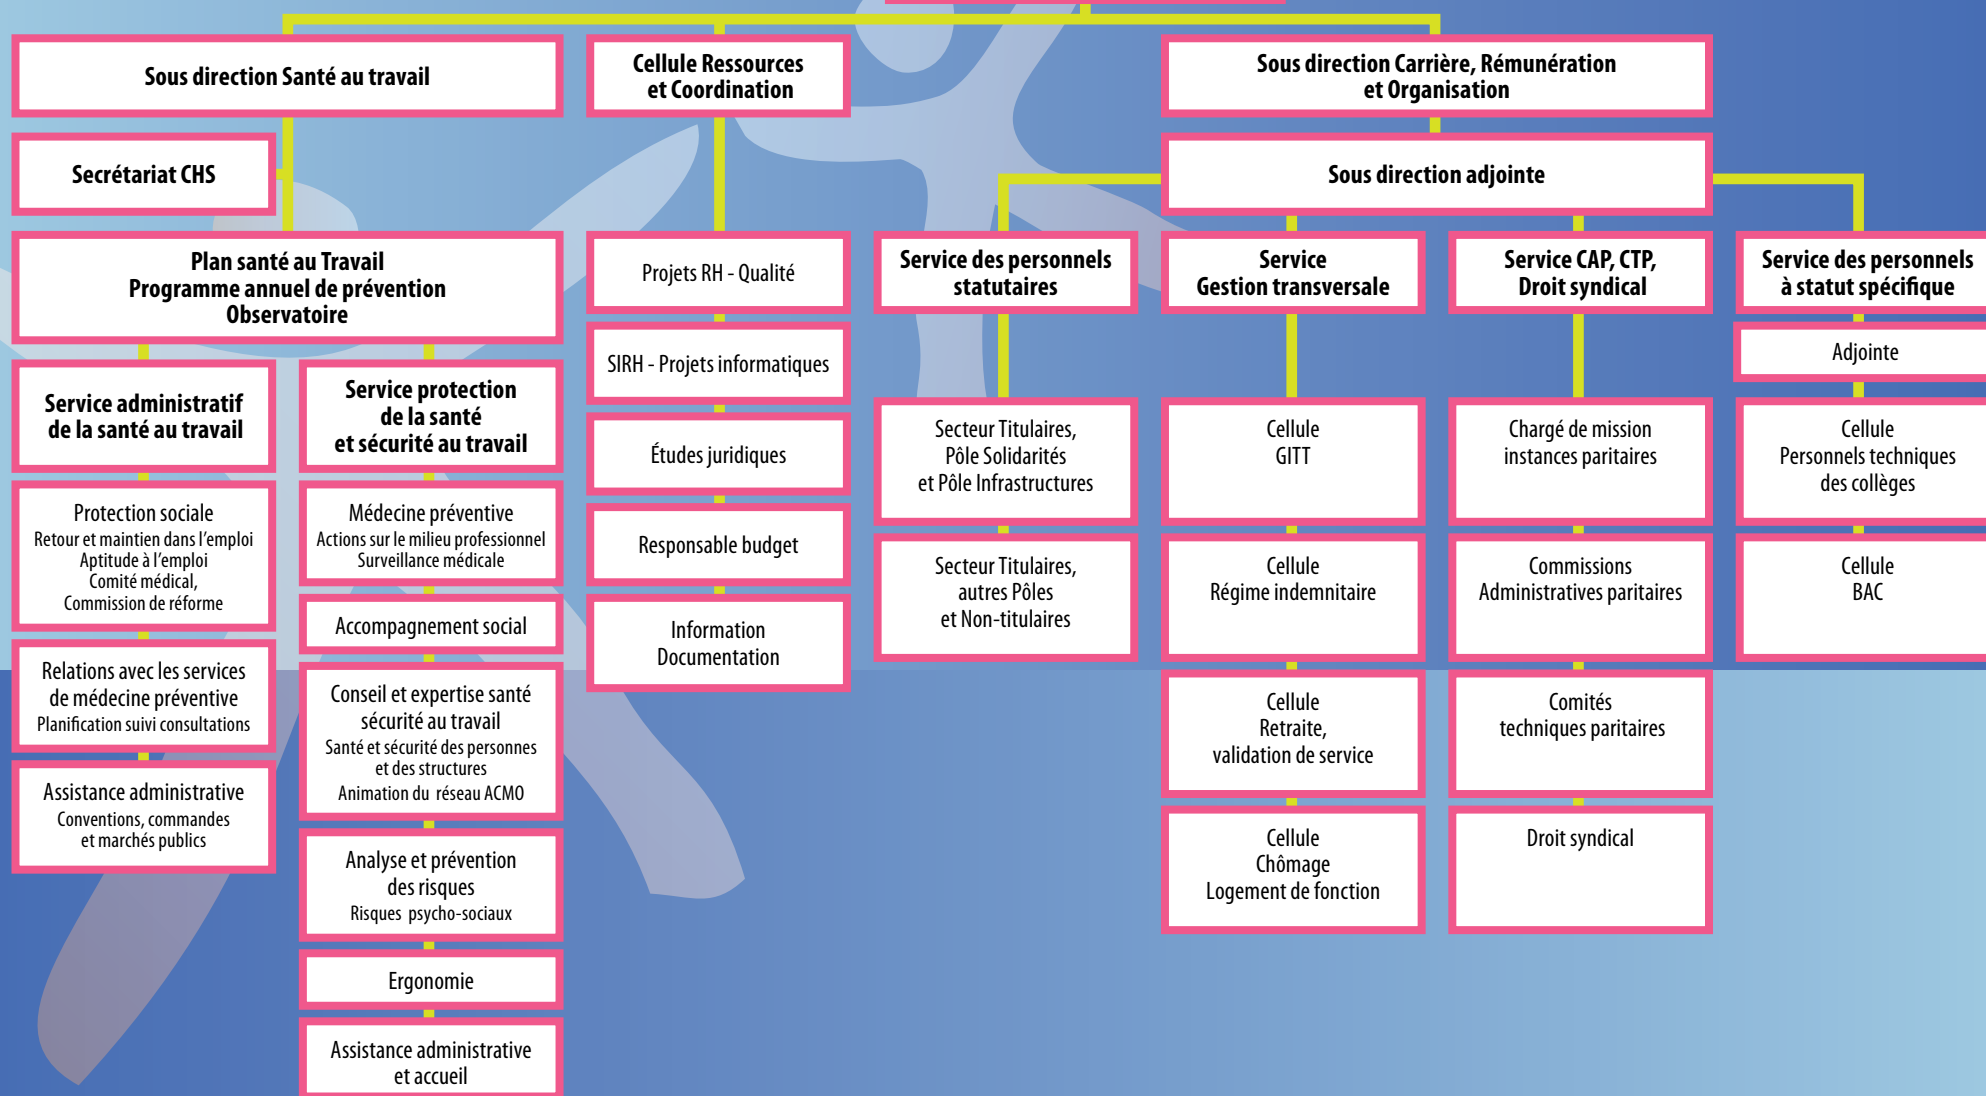 Sous direction Santé au travail
Secrétariat CHS
Plan santé au Travail
Programme annuel de prévention
Observatoire
Service administratif
de la santé au travail
Protection sociale
Retour et maintien dans l'emploi
Aptitude à l'emploi
Comité médical,
Commission de réforme
Relations avec les services
de médecine préventive
Planification suivi consultations
Assistance administrative
Conventions, commandes
et marchés publics
Service protection
de la santé
et sécurité au travail
Médecine préventive
Actions sur le milieu professionnel
Surveillance médicale
Accompagnement social
Conseil et expertise santé
sécurité au travail
Santé et sécurité des personnes
et des structures
Animation du réseau ACMO
Analyse et prévention
des risques
Risques psycho-sociaux
Ergonomie
Assistance administrative
et accueil
Cellule Ressources
et Coordination
Projets RH - Qualité
SIRH - Projets informatiques
Études juridiques
Responsable budget
Information
Documentation
Sous direction Carrière, Rémunération
et Organisation
Sous direction adjointe
Service des personnels
statutaires
Secteur Titulaires,
Pôle Solidarités
et Pôle Infrastructures
Secteur Titulaires,
autres Pôles
et Non-titulaires
Service
Gestion transversale
Cellule
GITT
Cellule
Régime indemnitaire
Cellule
Retraite,
validation de service
Cellule
Chômage
Logement de fonction
Service CAP, CTP,
Droit syndical
Chargé de mission
instances paritaires
Commissions
Administratives paritaires
Comités
techniques paritaires
Droit syndical
Service des personnels
à statut spécifique
Adjointe
Cellule
Personnels techniques
des collèges
Cellule
BAC